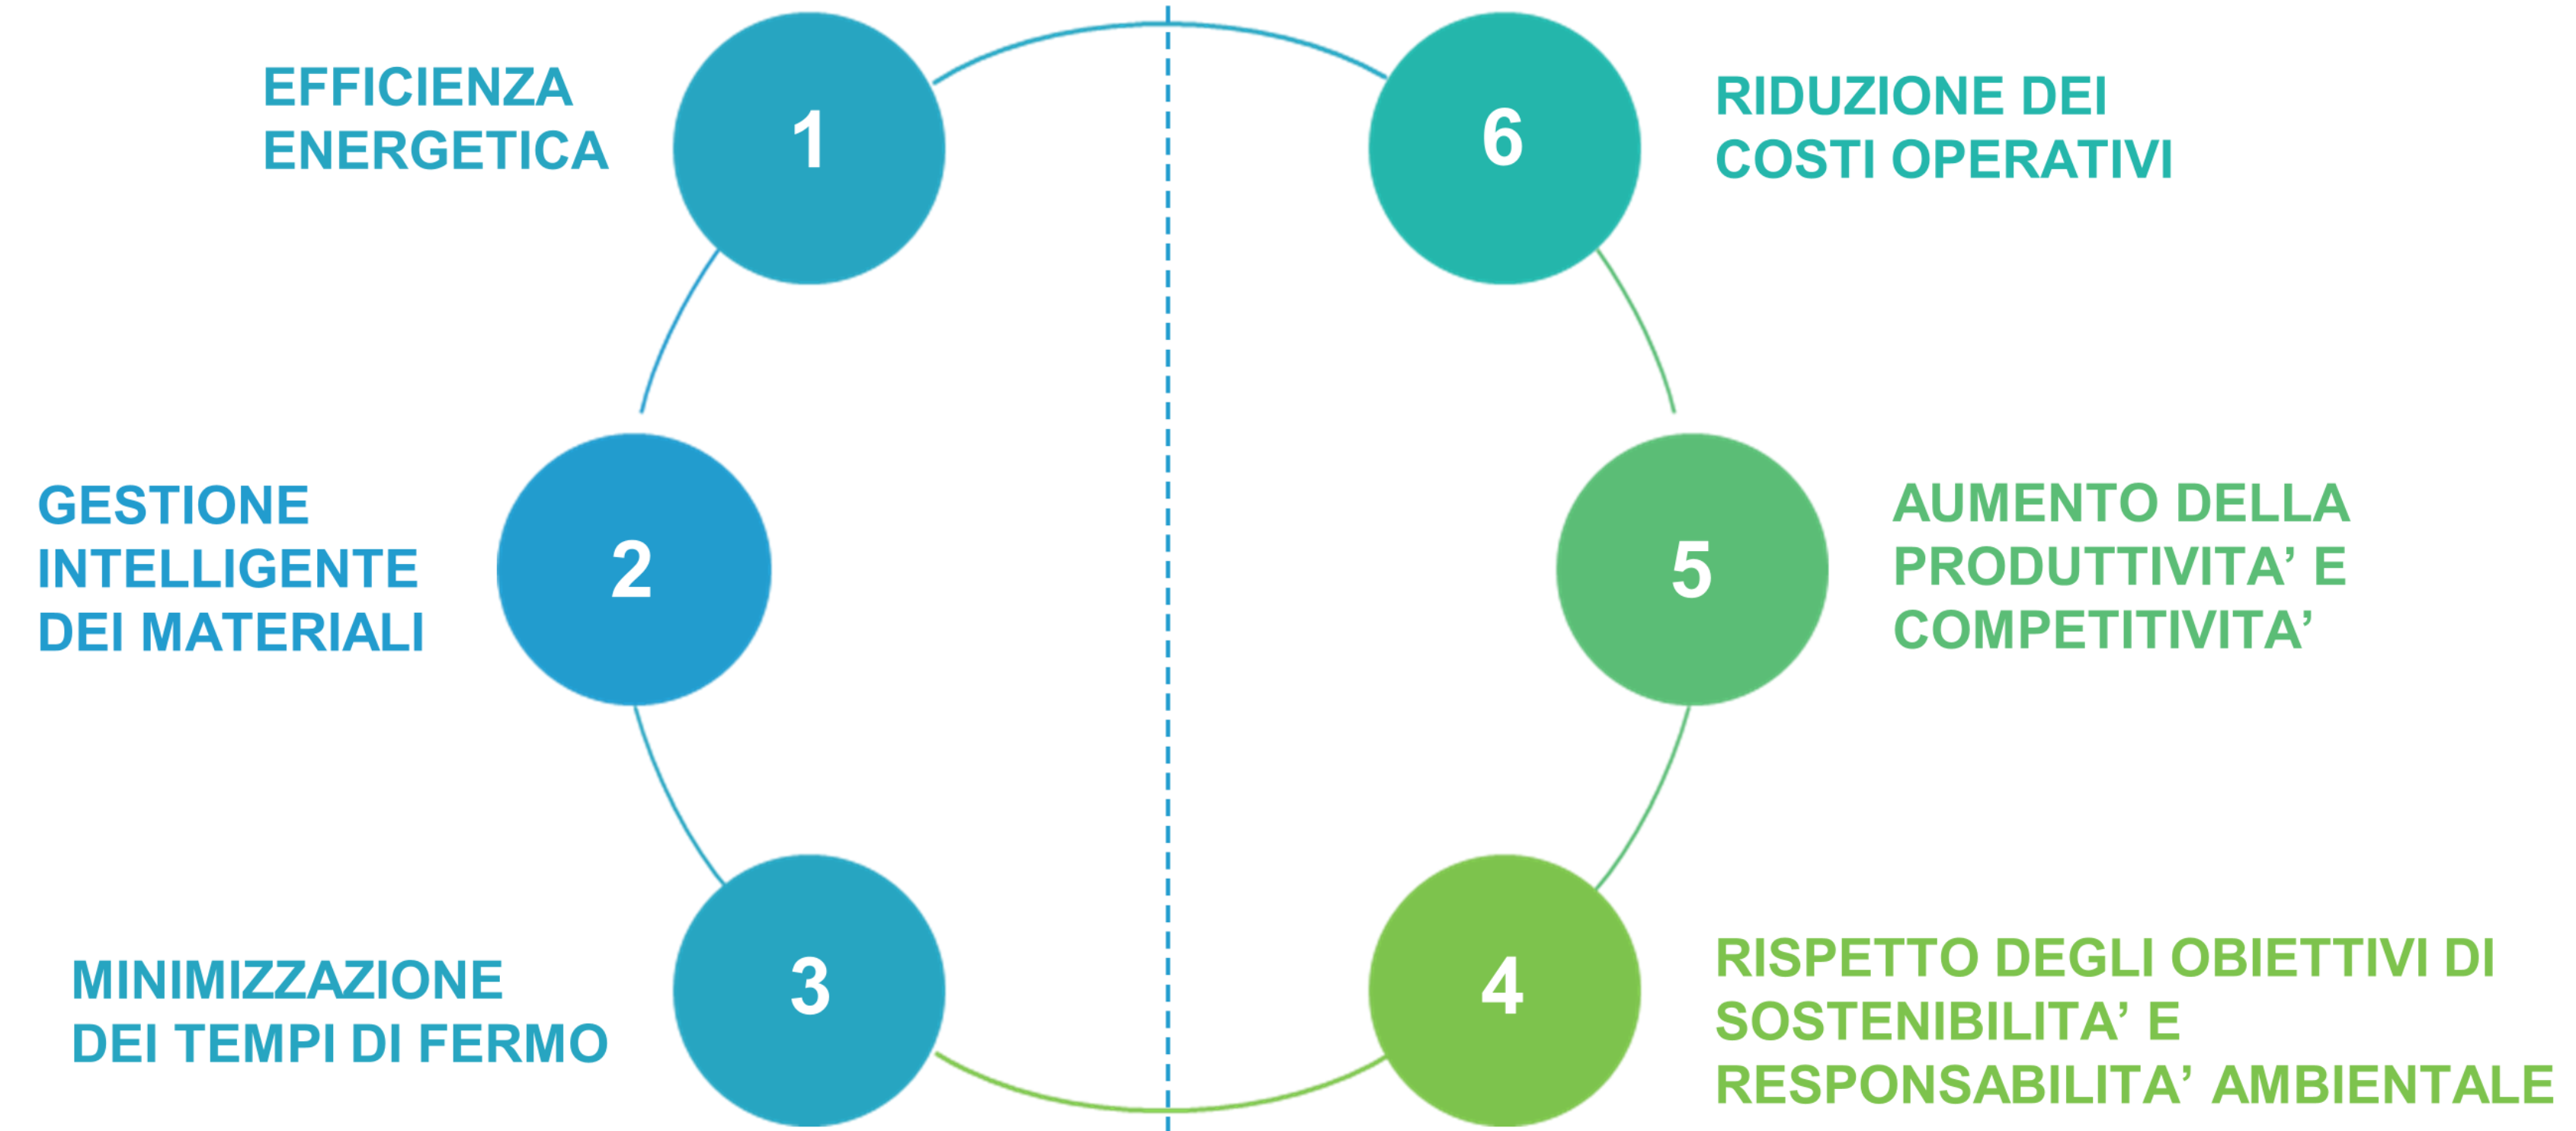 EFFICIENZA
ENERGETICA
1
GESTIONE
INTELLIGENTE
DEI MATERIALI
2
MINIMIZZAZIONE
DEI TEMPI DI FERMO
3
4
RISPETTO DEGLI OBIETTIVI DI
SOSTENIBILITA’ E
RESPONSABILITA’ AMBIENTALE
5
AUMENTO DELLA
PRODUTTIVITA’ E
COMPETITIVITA’
6
RIDUZIONE DEI
COSTI OPERATIVI